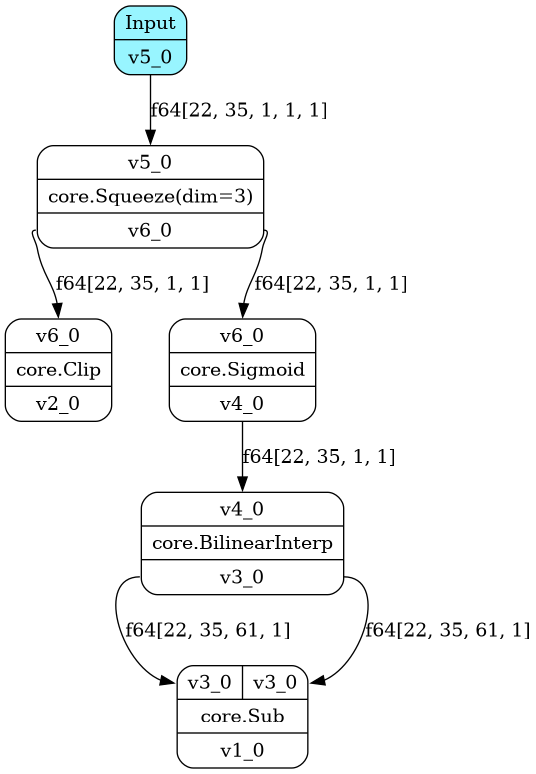 Input
v5_0
f64[22, 35, 1, 1, 1]
v5_0
core.Squeeze(dim=3)
v6_0
f64[22, 35, 1, 1]
f64[22, 35, 1, 1]
v6_0
core.Clip
v2_0
v6_0
core.Sigmoid
v4_0
f64[22, 35, 1, 1]
v4_0
core.BilinearInterp
v3_0
f64[22, 35, 61, 1]
f64[22, 35, 61, 1]
v3_0 v3_0
core.Sub
v1_0